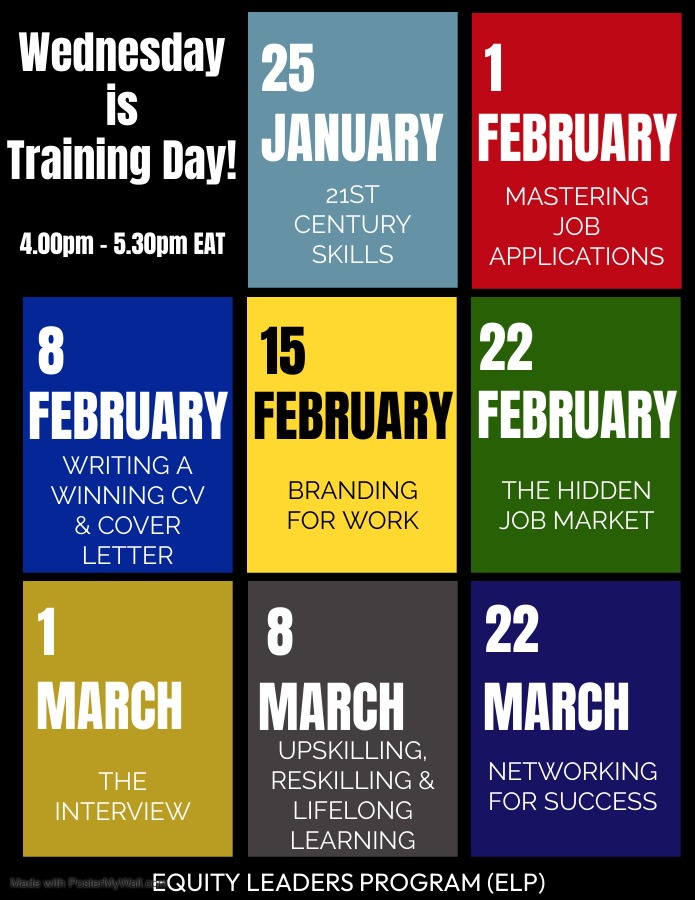 Wednesday
is
Training Day!
4.00pm - 5.30pm EAT
25
JANUARY
21ST
CENTURY
SKILLS
1
FEBRUARY
MASTERING
JOB
APPLICATIONS
8
FEBRUARY
WRITING A
WINNING CV
& COVER
LETTER
15
FEBRUARY
BRANDING
FOR WORK
22
FEBRUARY
THE HIDDEN
JOB MARKET
1
MARCH
THE
INTERVIEW
8
MARCH
UPSKILLING,
RESKILLING &
LIFELONG
LEARNING
22
MARCH
NETWORKING
FOR SUCCESS
Made with PosterMyWall.com
EQUITY LEADERS PROGRAM (ELP)